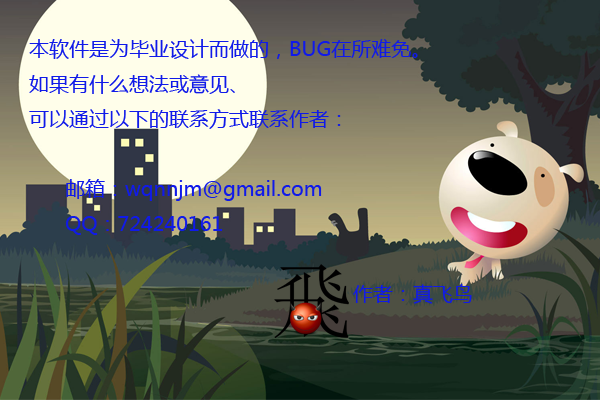 本软件是为毕业设计而做的，BUG在所难免。
如果有什么想法或意见、
可以通过以下的联系方式联系作者：
邮箱：wqnnjm@gmail.com
QQ：724240161
飛
作者：真飞鸟